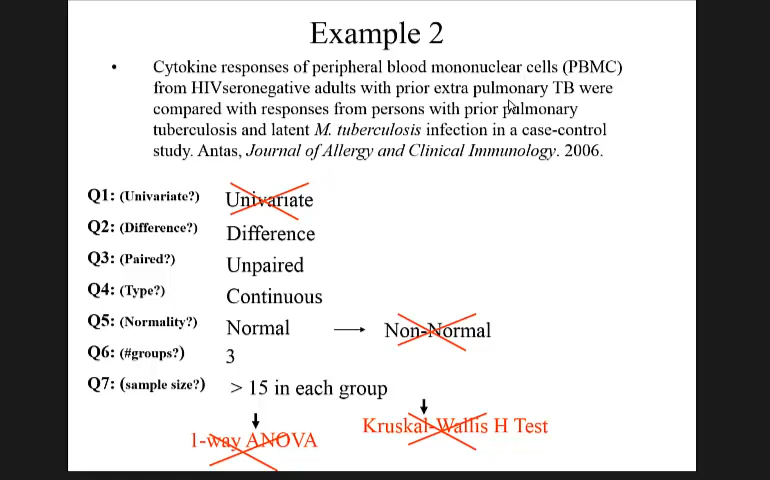 Example 2
• Cytokine responses of peripheral blood mononuclear cells (PBMC)
from HIVseronegative adults with prior extra pulmonary TB were
compared with responses from persons with prior pulmonary
tuberculosis and latent M. tuberculosis infection in a case-control
study. Antas, Journal of Allergy and Clinical Immunology. 2006.
Q1: (Univariate?) Univariate
Q2: (Difference?) Difference
Q3: (Paired?) Unpaired
Q4: (Type?) Continuous
Q5: (Normality?) Normal → Non-Normal
Q6: (#groups?) 3
Q7: (sample size?) > 15 in each group
Kruskal-Wallis H Test
1-way ANOVA